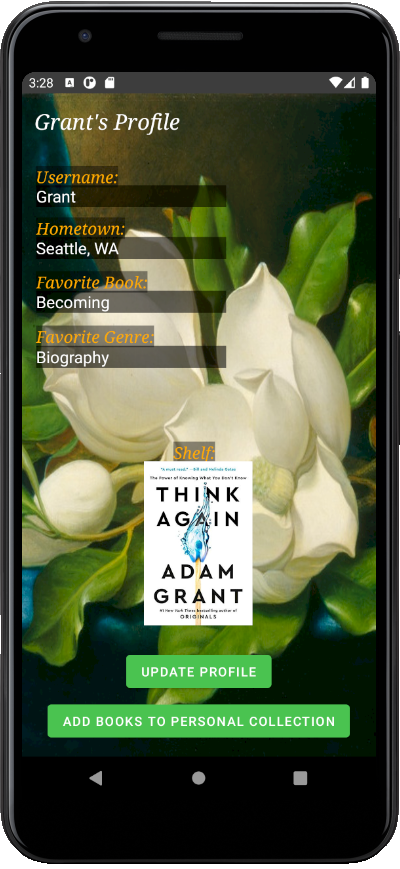 3:28
Grant's Profile
Username:
Grant
Hometown:
Seattle, WA
Favorite Book:
Becoming
Favorite Genre:
Biography
Shelf:
"A must read." —Bill and Melinda Gates
The Power of Knowing What You Don't Know
THINK
AGAIN
ADAM
GRANT
#1 New York Times bestselling author of
ORIGINALS
UPDATE PROFILE
ADD BOOKS TO PERSONAL COLLECTION